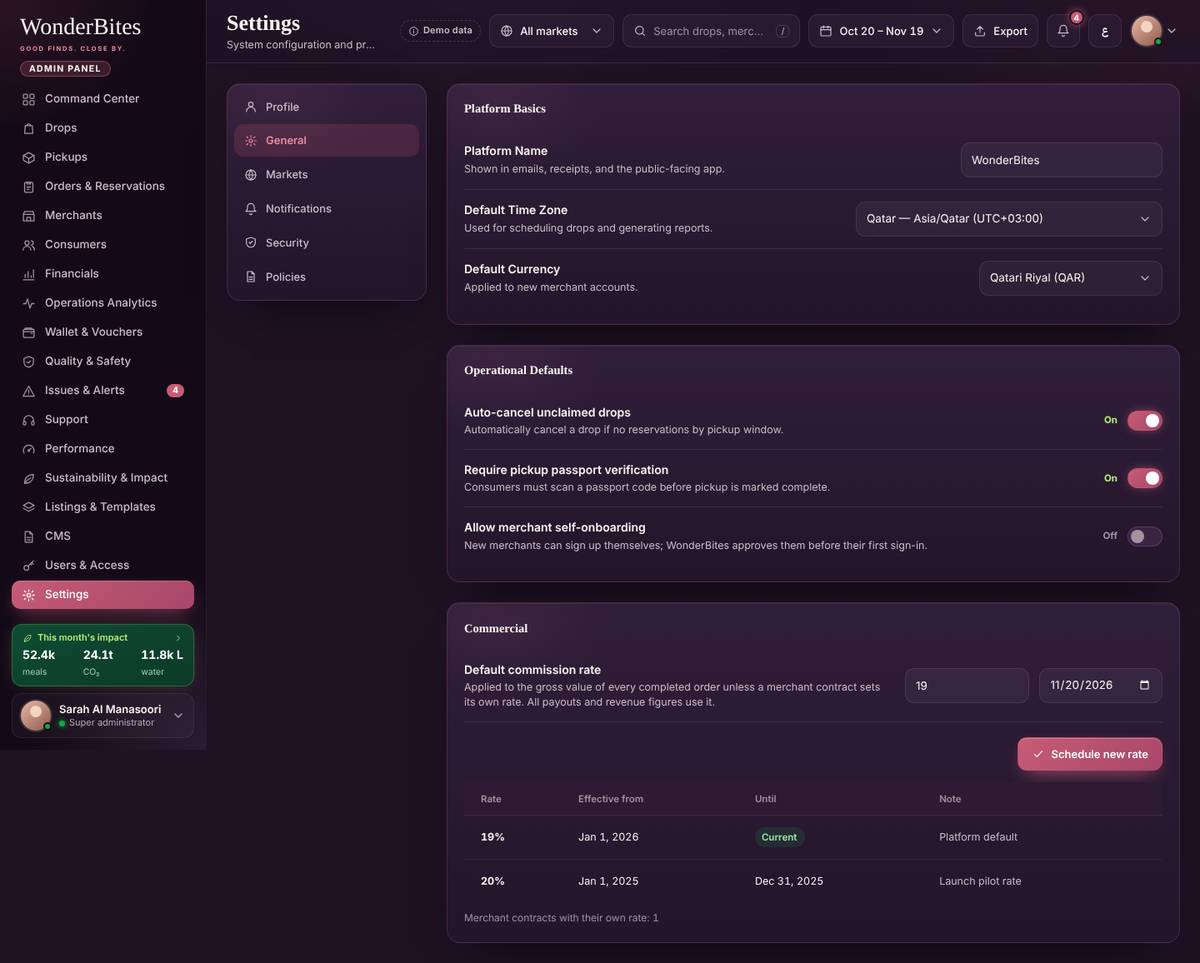 WonderBites
GOOD FINDS. CLOSE BY.
ADMIN PANEL
Command Center
Drops
Pickups
Orders & Reservations
Merchants
Consumers
Financials
Operations Analytics
Wallet & Vouchers
Quality & Safety
Issues & Alerts 4
Support
Performance
Sustainability & Impact
Listings & Templates
CMS
Users & Access
Settings
This month's impact
52.4k 24.1t 11.8k L
meals CO₂ water
Sarah Al Manasoori
Super administrator
Settings
System configuration and pr...
Demo data
All markets
Search drops, merc... /
Oct 20 – Nov 19
Export
4
ع
Profile
General
Markets
Notifications
Security
Policies
Platform Basics
Platform Name
Shown in emails, receipts, and the public-facing app.
WonderBites
Default Time Zone
Used for scheduling drops and generating reports.
Qatar — Asia/Qatar (UTC+03:00)
Default Currency
Applied to new merchant accounts.
Qatari Riyal (QAR)
Operational Defaults
Auto-cancel unclaimed drops
Automatically cancel a drop if no reservations by pickup window.
On
Require pickup passport verification
Consumers must scan a passport code before pickup is marked complete.
On
Allow merchant self-onboarding
New merchants can sign up themselves; WonderBites approves them before their first sign-in.
Off
Commercial
Default commission rate
Applied to the gross value of every completed order unless a merchant contract sets
its own rate. All payouts and revenue figures use it.
19
11/20/2026
Schedule new rate
Rate Effective from Until Note
19% Jan 1, 2026 Current Platform default
20% Jan 1, 2025 Dec 31, 2025 Launch pilot rate
Merchant contracts with their own rate: 1